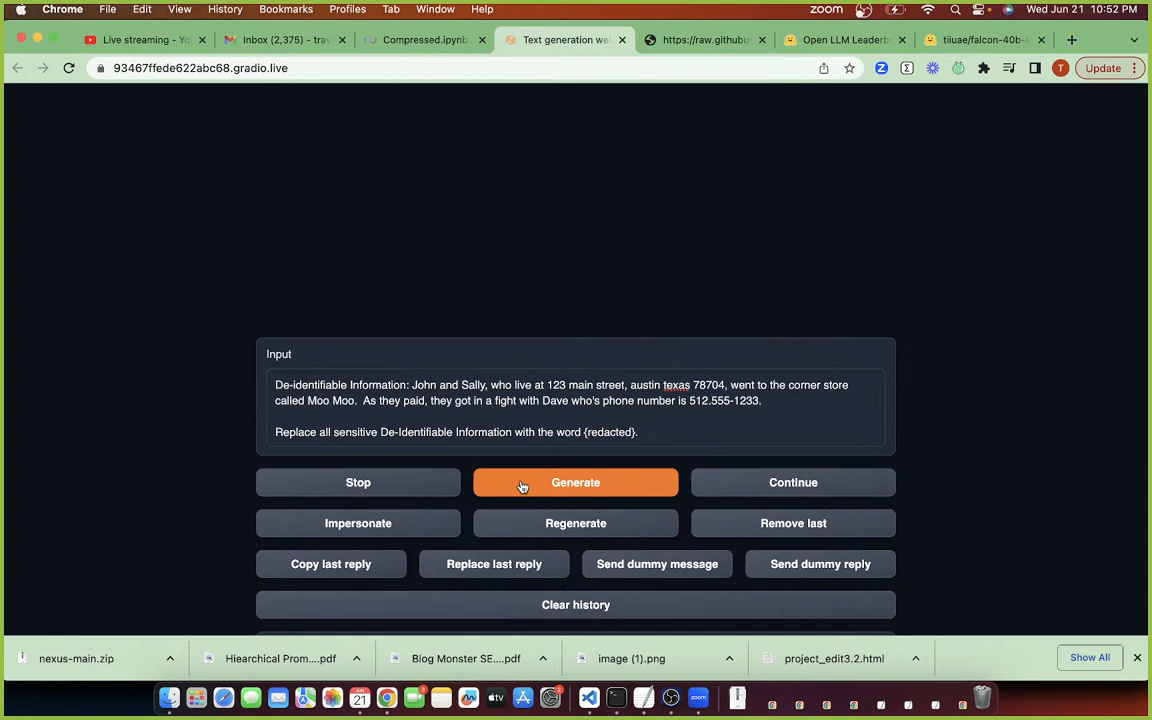 Chrome File Edit View History Bookmarks Profiles Tab Window Help zoom Wed Jun 21 10:52 PM
Live streaming - Yo Inbox (2,375) - trav Compressed.ipynb Text generation we https://raw.githubu Open LLM Leaderb tiiuae/falcon-40b-i
93467ffede622abc68.gradio.live T Update
Input
De-identifiable Information: John and Sally, who live at 123 main street, austin texas 78704, went to the corner store
called Moo Moo. As they paid, they got in a fight with Dave who's phone number is 512.555-1233.
Replace all sensitive De-Identifiable Information with the word {redacted}.
Stop Generate Continue
Impersonate Regenerate Remove last
Copy last reply Replace last reply Send dummy message Send dummy reply
Clear history
nexus-main.zip Hiearchical Prom....pdf Blog Monster SE....pdf image (1).png project_edit3.2.html Show All
21 tv zoom